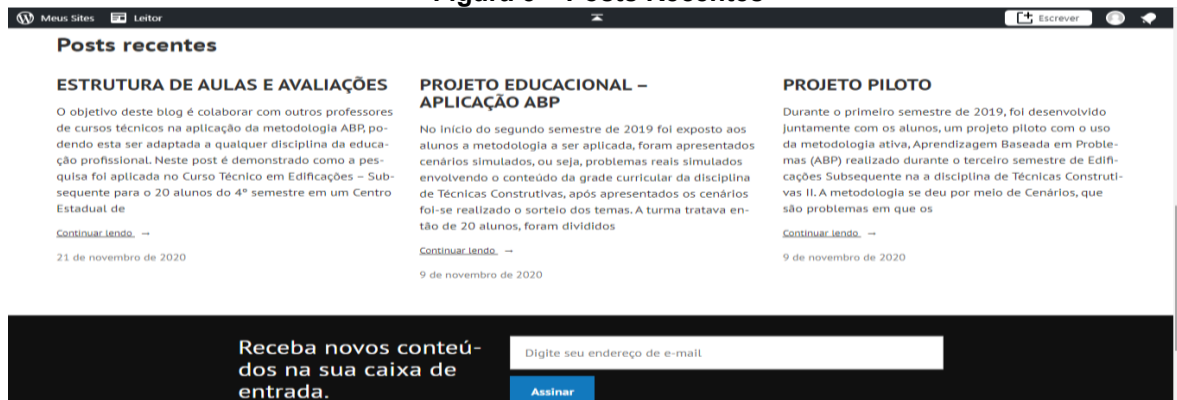 Meus Sites Leitor Escrever
Posts recentes
ESTRUTURA DE AULAS E AVALIAÇÕES
O objetivo deste blog é colaborar com outros professores
de cursos técnicos na aplicação da metodologia ABP, po-
dendo esta ser adaptada a qualquer disciplina da educa-
ção profissional. Neste post é demonstrado como a pes-
quisa foi aplicada no Curso Técnico em Edificações – Sub-
sequente para o 20 alunos do 4º semestre em um Centro
Estadual de
Continuar lendo →
21 de novembro de 2020
PROJETO EDUCACIONAL –
APLICAÇÃO ABP
No início do segundo semestre de 2019 foi exposto aos
alunos a metodologia a ser aplicada, foram apresentados
cenários simulados, ou seja, problemas reais simulados
envolvendo o conteúdo da grade curricular da disciplina
de Técnicas Construtivas, após apresentados os cenários
foi-se realizado o sorteio dos temas. A turma tratava en-
tão de 20 alunos, foram divididos
Continuar lendo →
9 de novembro de 2020
PROJETO PILOTO
Durante o primeiro semestre de 2019, foi desenvolvido
juntamente com os alunos, um projeto piloto com o uso
da metodologia ativa, Aprendizagem Baseada em Proble-
mas (ABP) realizado durante o terceiro semestre de Edifi-
cações Subsequente na a disciplina de Técnicas Construti-
vas II. A metodologia se deu por meio de Cenários, que
são problemas em que os
Continuar lendo →
9 de novembro de 2020
Receba novos conteú-
dos na sua caixa de
entrada.
Digite seu endereço de e-mail
Assinar